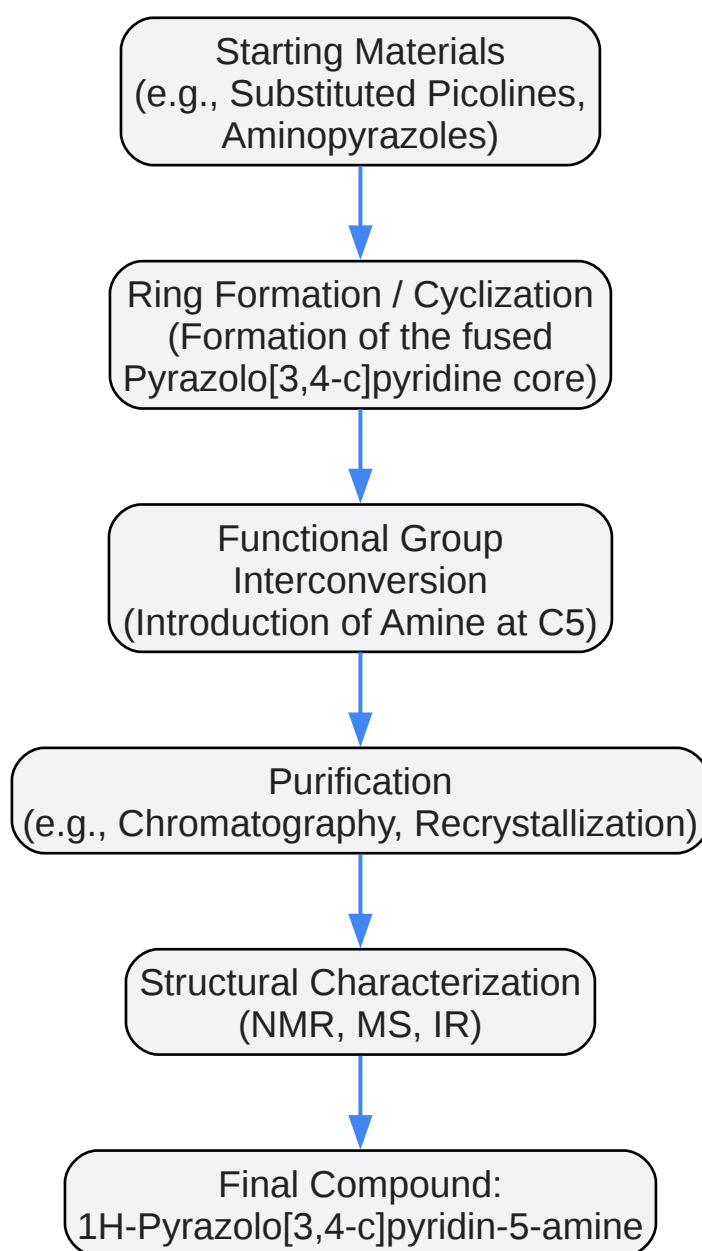 Starting Materials
(e.g., Substituted Picolines,
Aminopyrazoles)
Ring Formation / Cyclization
(Formation of the fused
Pyrazolo[3,4-c]pyridine core)
Functional Group
Interconversion
(Introduction of Amine at C5)
Purification
(e.g., Chromatography, Recrystallization)
Structural Characterization
(NMR, MS, IR)
Final Compound:
1H-Pyrazolo[3,4-c]pyridin-5-amine